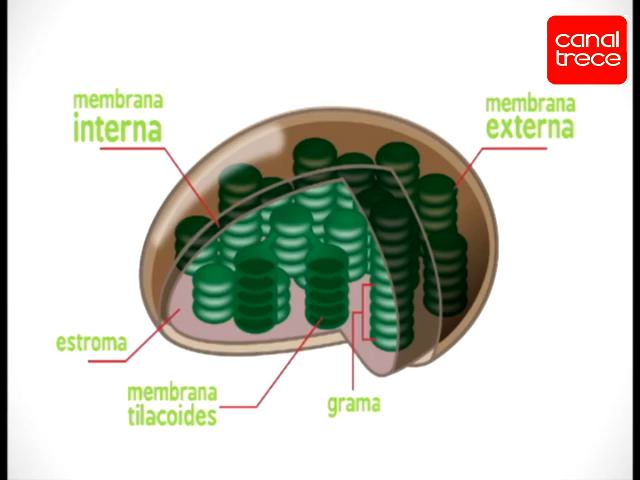 canal
trece
membrana
interna
membrana
externa
estroma
membrana
tilacoides
grama